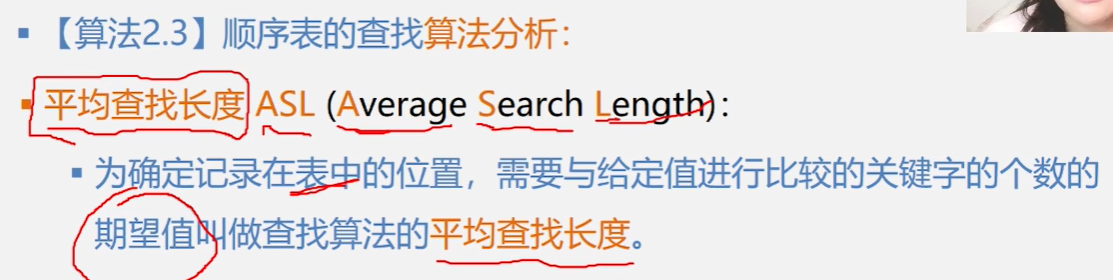 ▪ 【算法2.3】顺序表的查找算法分析：
▪ 平均查找长度 ASL (Average Search Length)：
▪ 为确定记录在表中的位置，需要与给定值进行比较的关键字的个数的
期望值叫做查找算法的平均查找长度。